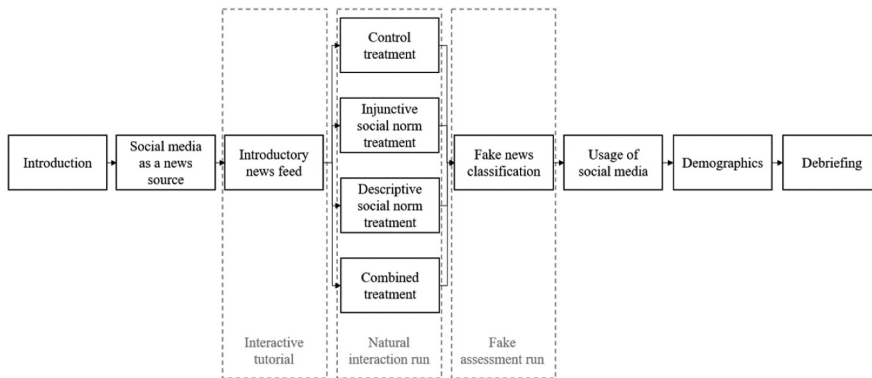 Control
treatment
Injunctive
social norm
treatment
Introduction
Social media
as a news
source
Introductory
news feed
Fake news
classification
Usage of
social media
Demographics
Debriefing
Descriptive
social norm
treatment
Combined
treatment
Interactive
tutorial
Natural
interaction run
Fake
assessment run